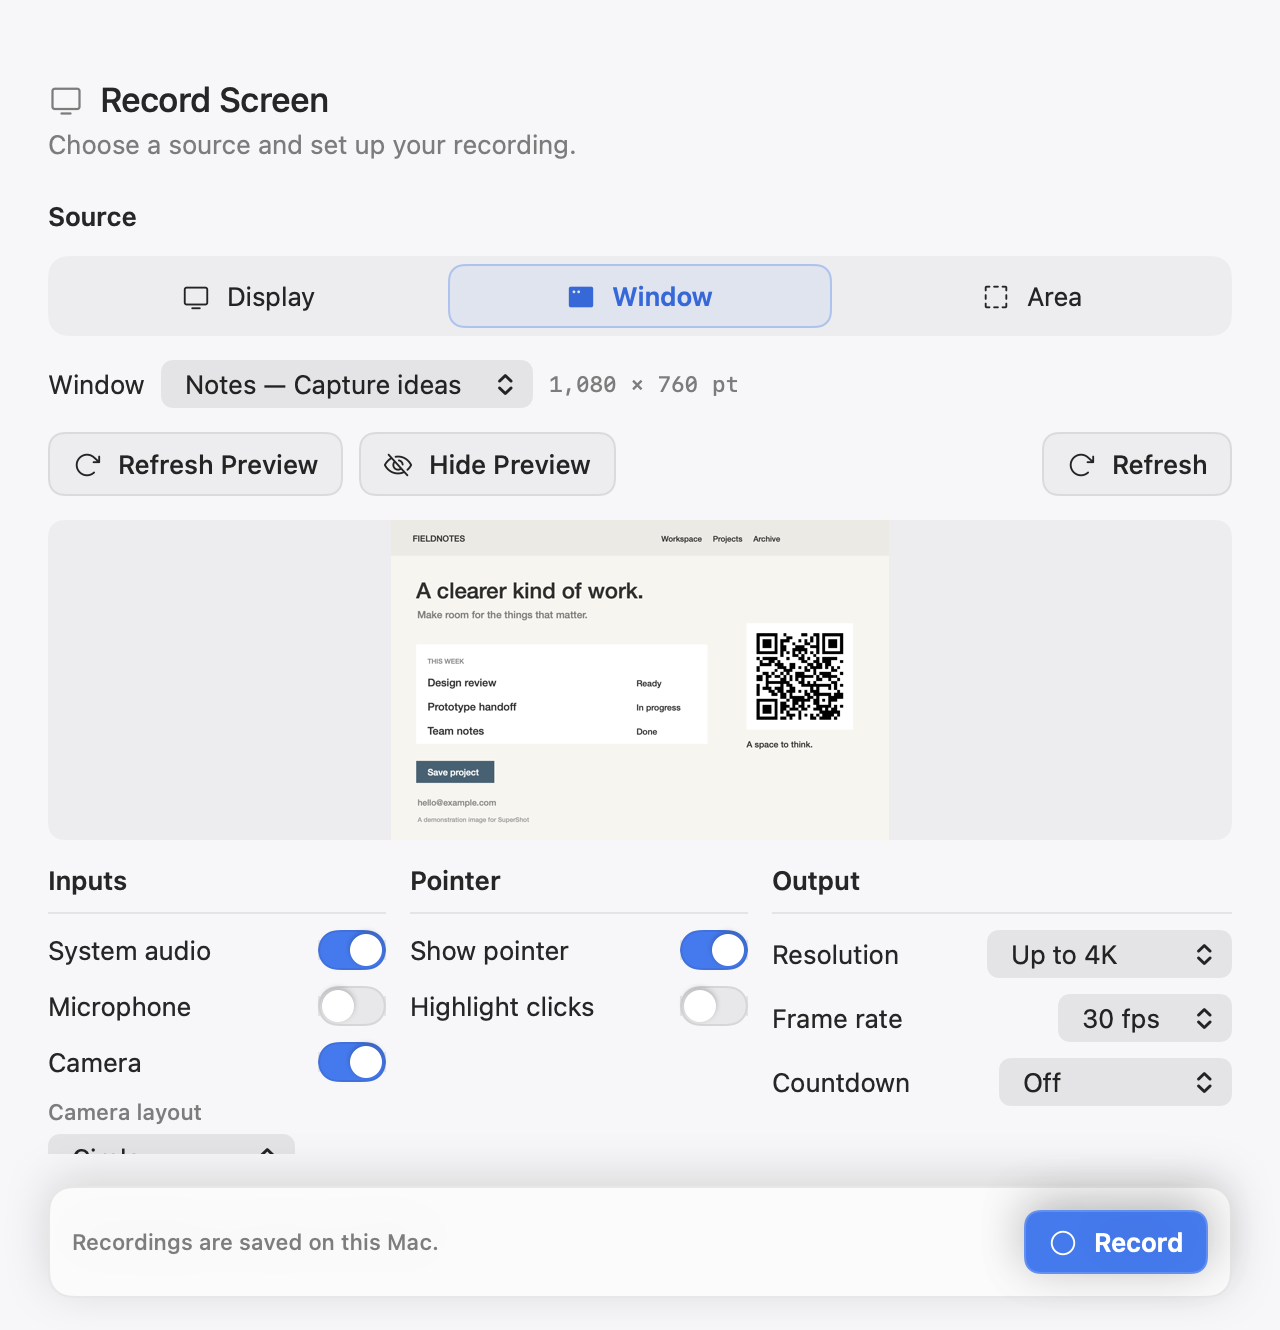 Record Screen
Choose a source and set up your recording.
Source
Display
Window
Area
Window
Notes — Capture ideas
1,080 × 760 pt
Refresh Preview
Hide Preview
Refresh
FIELDNOTES
Workspace Projects Archive
A clearer kind of work.
Make room for the things that matter.
THIS WEEK
Design review
Ready
Prototype handoff
In progress
Team notes
Done
A space to think.
Save project
hello@example.com
A demonstration image for SuperShot
Inputs
System audio
Microphone
Camera
Camera layout
Pointer
Show pointer
Highlight clicks
Output
Resolution
Up to 4K
Frame rate
30 fps
Countdown
Off
Recordings are saved on this Mac.
Record